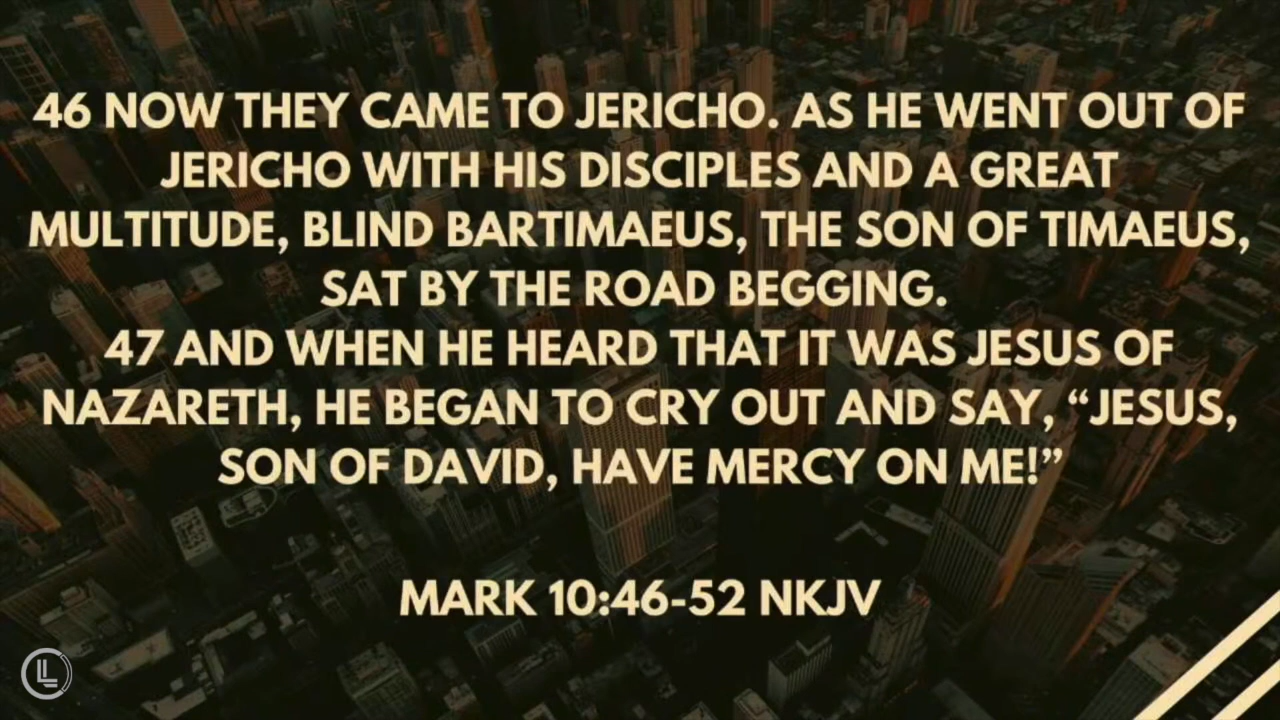 46 NOW THEY CAME TO JERICHO. AS HE WENT OUT OF
JERICHO WITH HIS DISCIPLES AND A GREAT
MULTITUDE, BLIND BARTIMAEUS, THE SON OF TIMAEUS,
SAT BY THE ROAD BEGGING.
47 AND WHEN HE HEARD THAT IT WAS JESUS OF
NAZARETH, HE BEGAN TO CRY OUT AND SAY, “JESUS,
SON OF DAVID, HAVE MERCY ON ME!”
MARK 10:46-52 NKJV